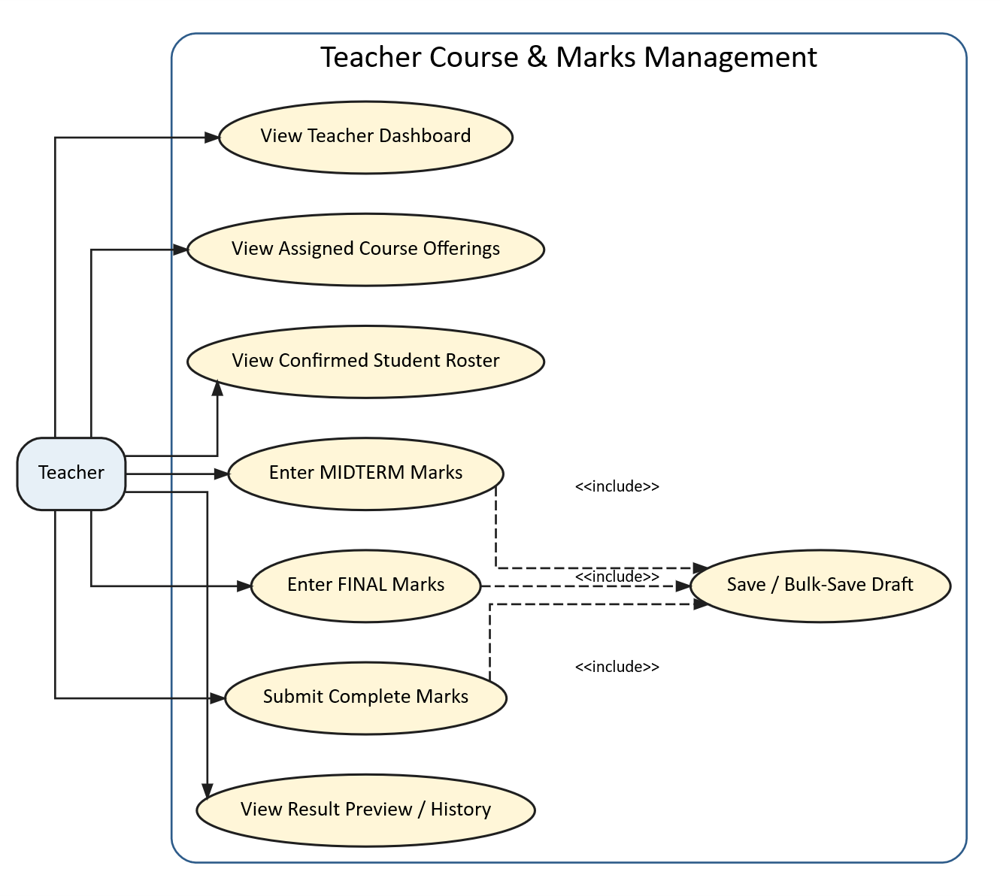 Teacher Course & Marks Management
View Teacher Dashboard
View Assigned Course Offerings
View Confirmed Student Roster
Teacher
Enter MIDTERM Marks
<<include>>
<<include>>
Enter FINAL Marks
Save / Bulk-Save Draft
<<include>>
Submit Complete Marks
View Result Preview / History